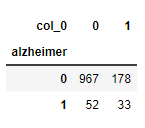 col_0 0 1
alzheimer
0 967 178
1 52 33